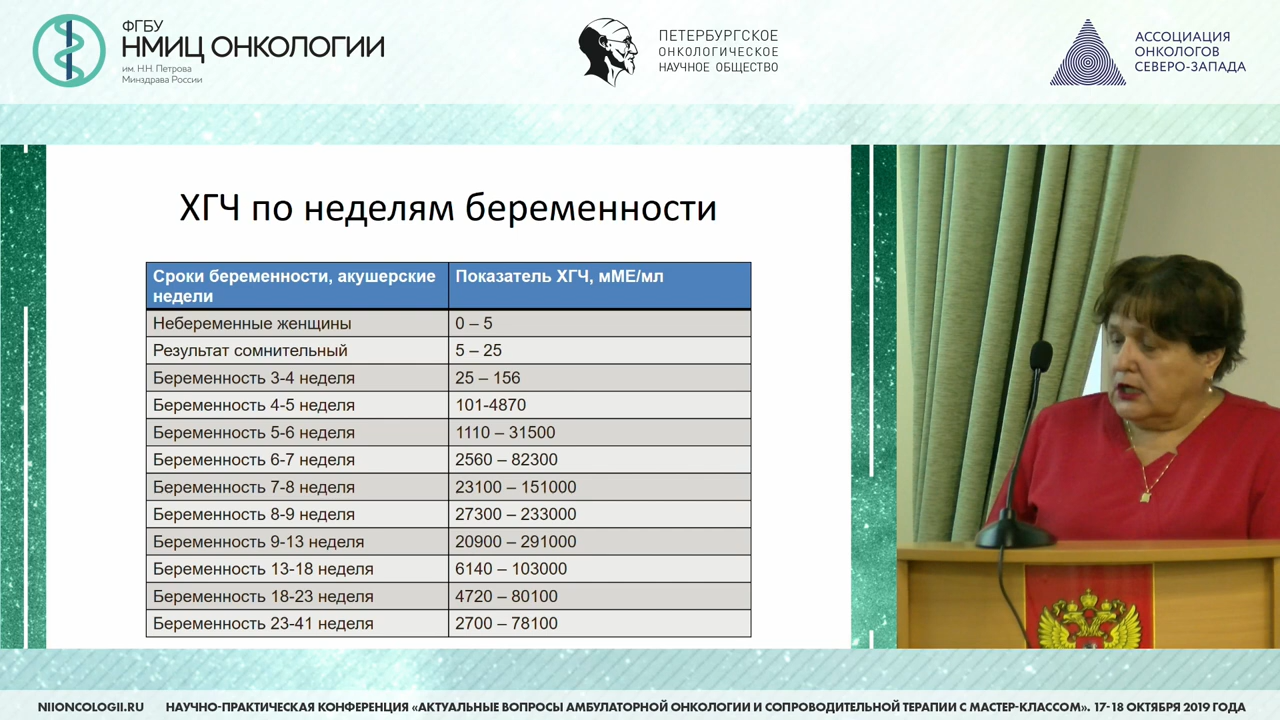 ФГБУ
НМИЦ ОНКОЛОГИИ
им. Н.Н. Петрова
Минздрава России
ПЕТЕРБУРГСКОЕ
ОНКОЛОГИЧЕСКОЕ
НАУЧНОЕ ОБЩЕСТВО
АССОЦИАЦИЯ
ОНКОЛОГОВ
СЕВЕРО-ЗАПАДА
ХГЧ по неделям беременности
Сроки беременности, акушерские
недели
Показатель ХГЧ, мМЕ/мл
Небеременные женщины 0 – 5
Результат сомнительный 5 – 25
Беременность 3-4 неделя 25 – 156
Беременность 4-5 неделя 101-4870
Беременность 5-6 неделя 1110 – 31500
Беременность 6-7 неделя 2560 – 82300
Беременность 7-8 неделя 23100 – 151000
Беременность 8-9 неделя 27300 – 233000
Беременность 9-13 неделя 20900 – 291000
Беременность 13-18 неделя 6140 – 103000
Беременность 18-23 неделя 4720 – 80100
Беременность 23-41 неделя 2700 – 78100
NIIONCOLOGII.RU НАУЧНО-ПРАКТИЧЕСКАЯ КОНФЕРЕНЦИЯ «АКТУАЛЬНЫЕ ВОПРОСЫ АМБУЛАТОРНОЙ ОНКОЛОГИИ И СОПРОВОДИТЕЛЬНОЙ ТЕРАПИИ С МАСТЕР-КЛАССОМ». 17-18 ОКТЯБРЯ 2019 ГОДА